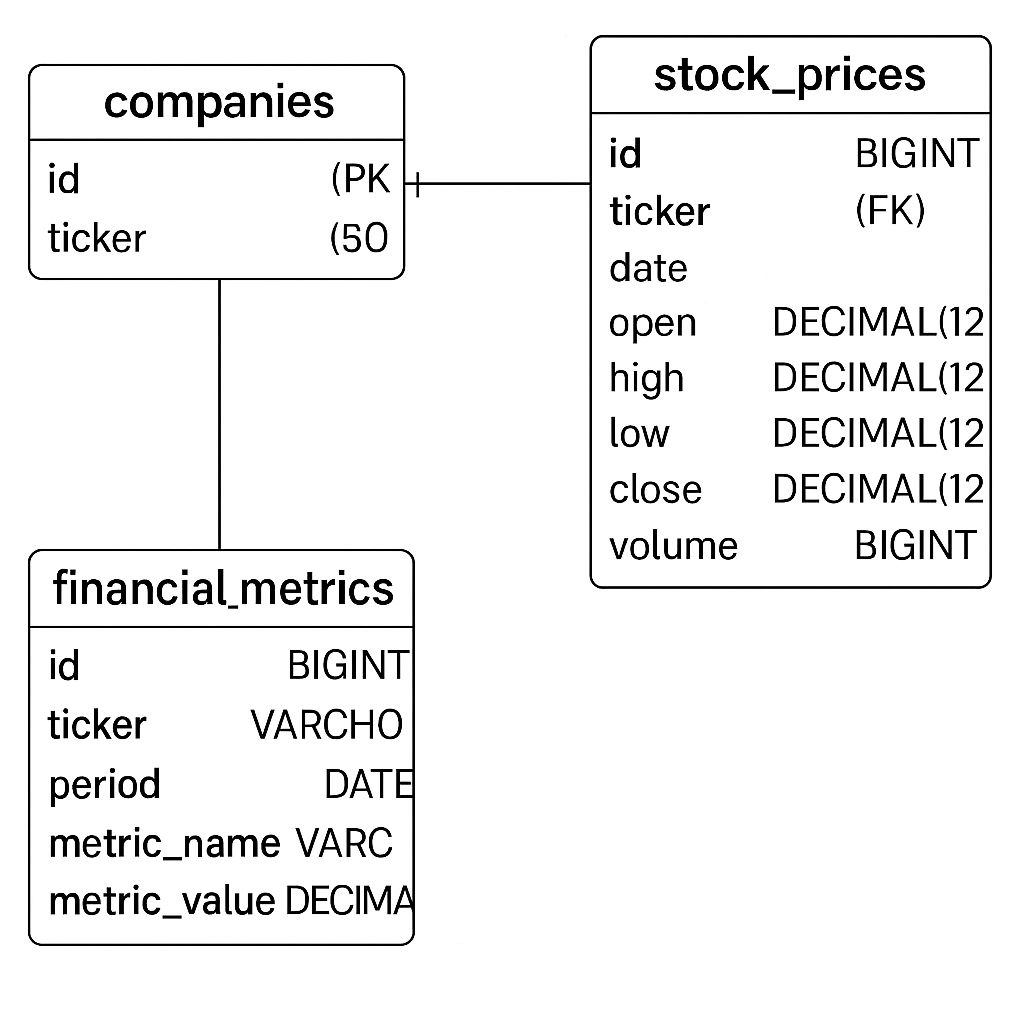 companies
id (PK
ticker (50
stock_prices
id BIGINT
ticker (FK)
date
open DECIMAL(12
high DECIMAL(12
low DECIMAL(12
close DECIMAL(12
volume BIGINT
financial_metrics
id BIGINT
ticker VARCHO
period DATE
metric_name VARC
metric_value DECIMA